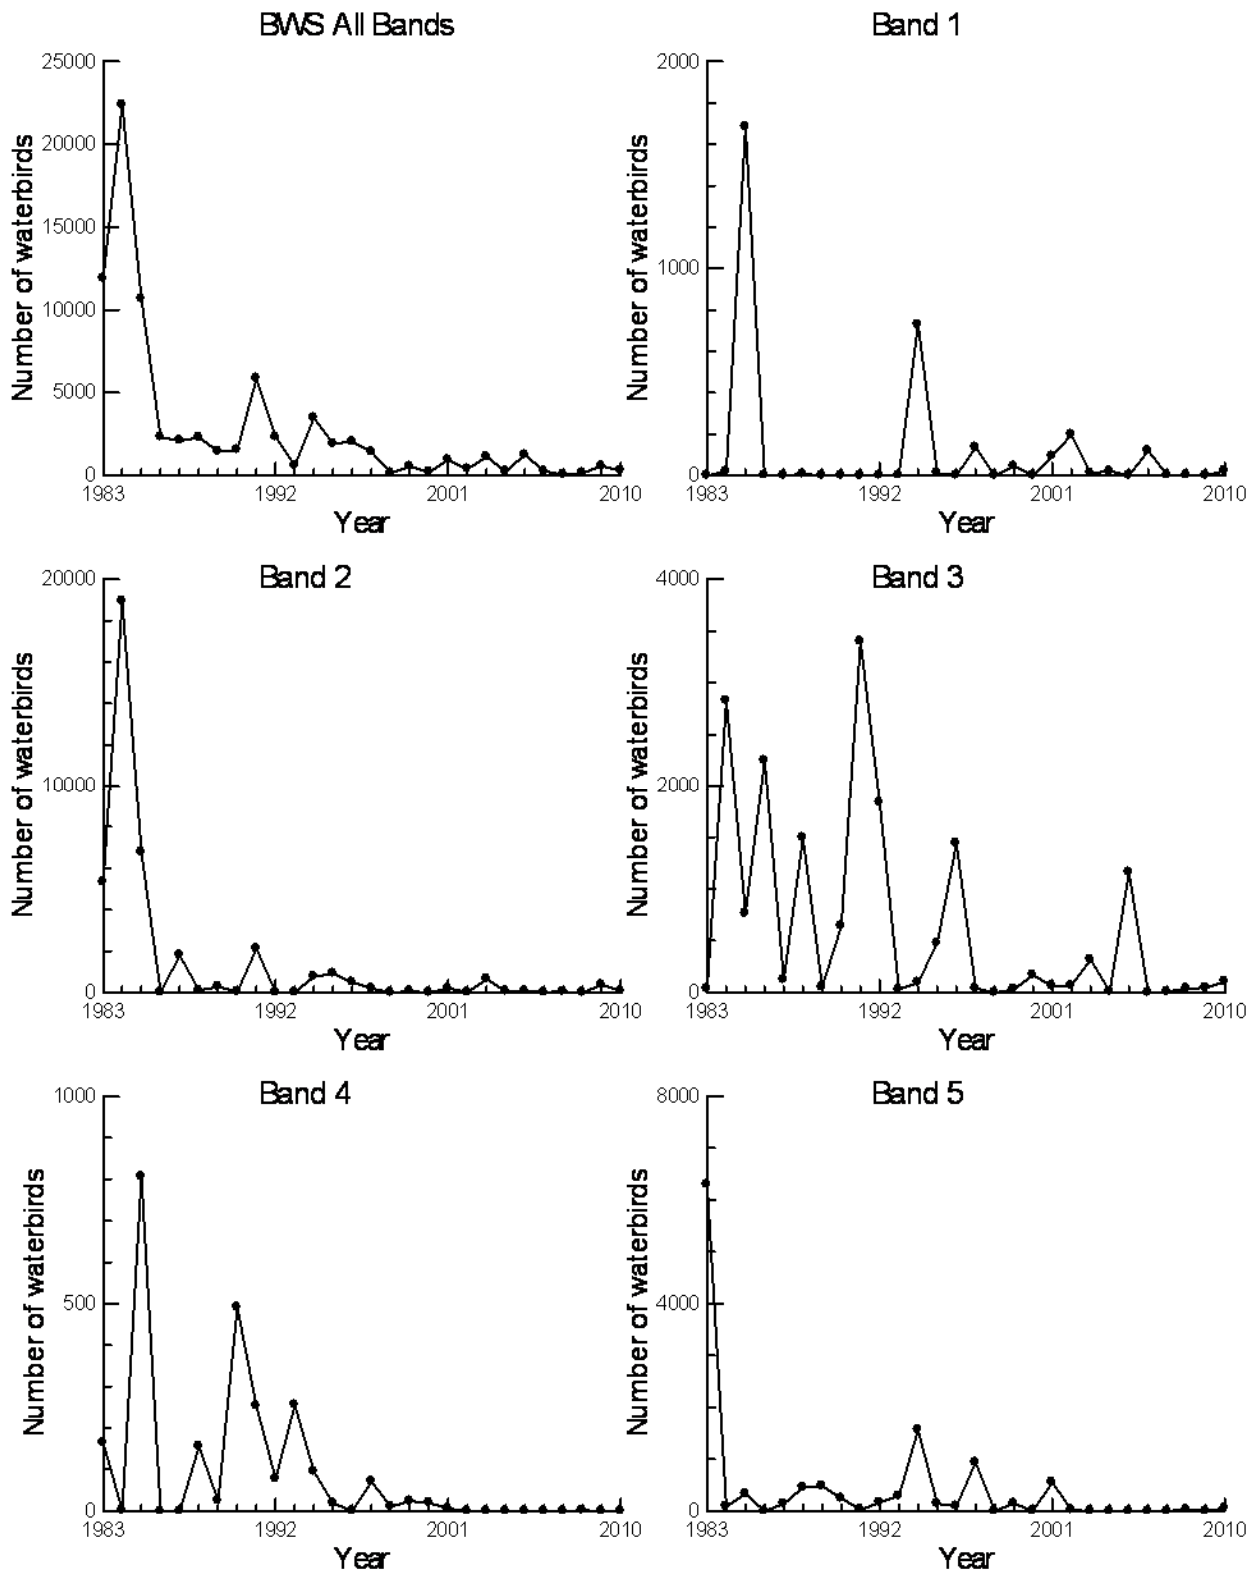 BWS All Bands
25000
20000
15000
10000
5000
0
Number of waterbirds
1983 1992 2001 2010
Year
Band 1
2000
1000
0
Number of waterbirds
1983 1992 2001 2010
Year
Band 2
20000
10000
0
Number of waterbirds
1983 1992 2001 2010
Year
Band 3
4000
2000
0
Number of waterbirds
1983 1992 2001 2010
Year
Band 4
1000
500
0
Number of waterbirds
1983 1992 2001 2010
Year
Band 5
8000
4000
0
Number of waterbirds
1983 1992 2001 2010
Year